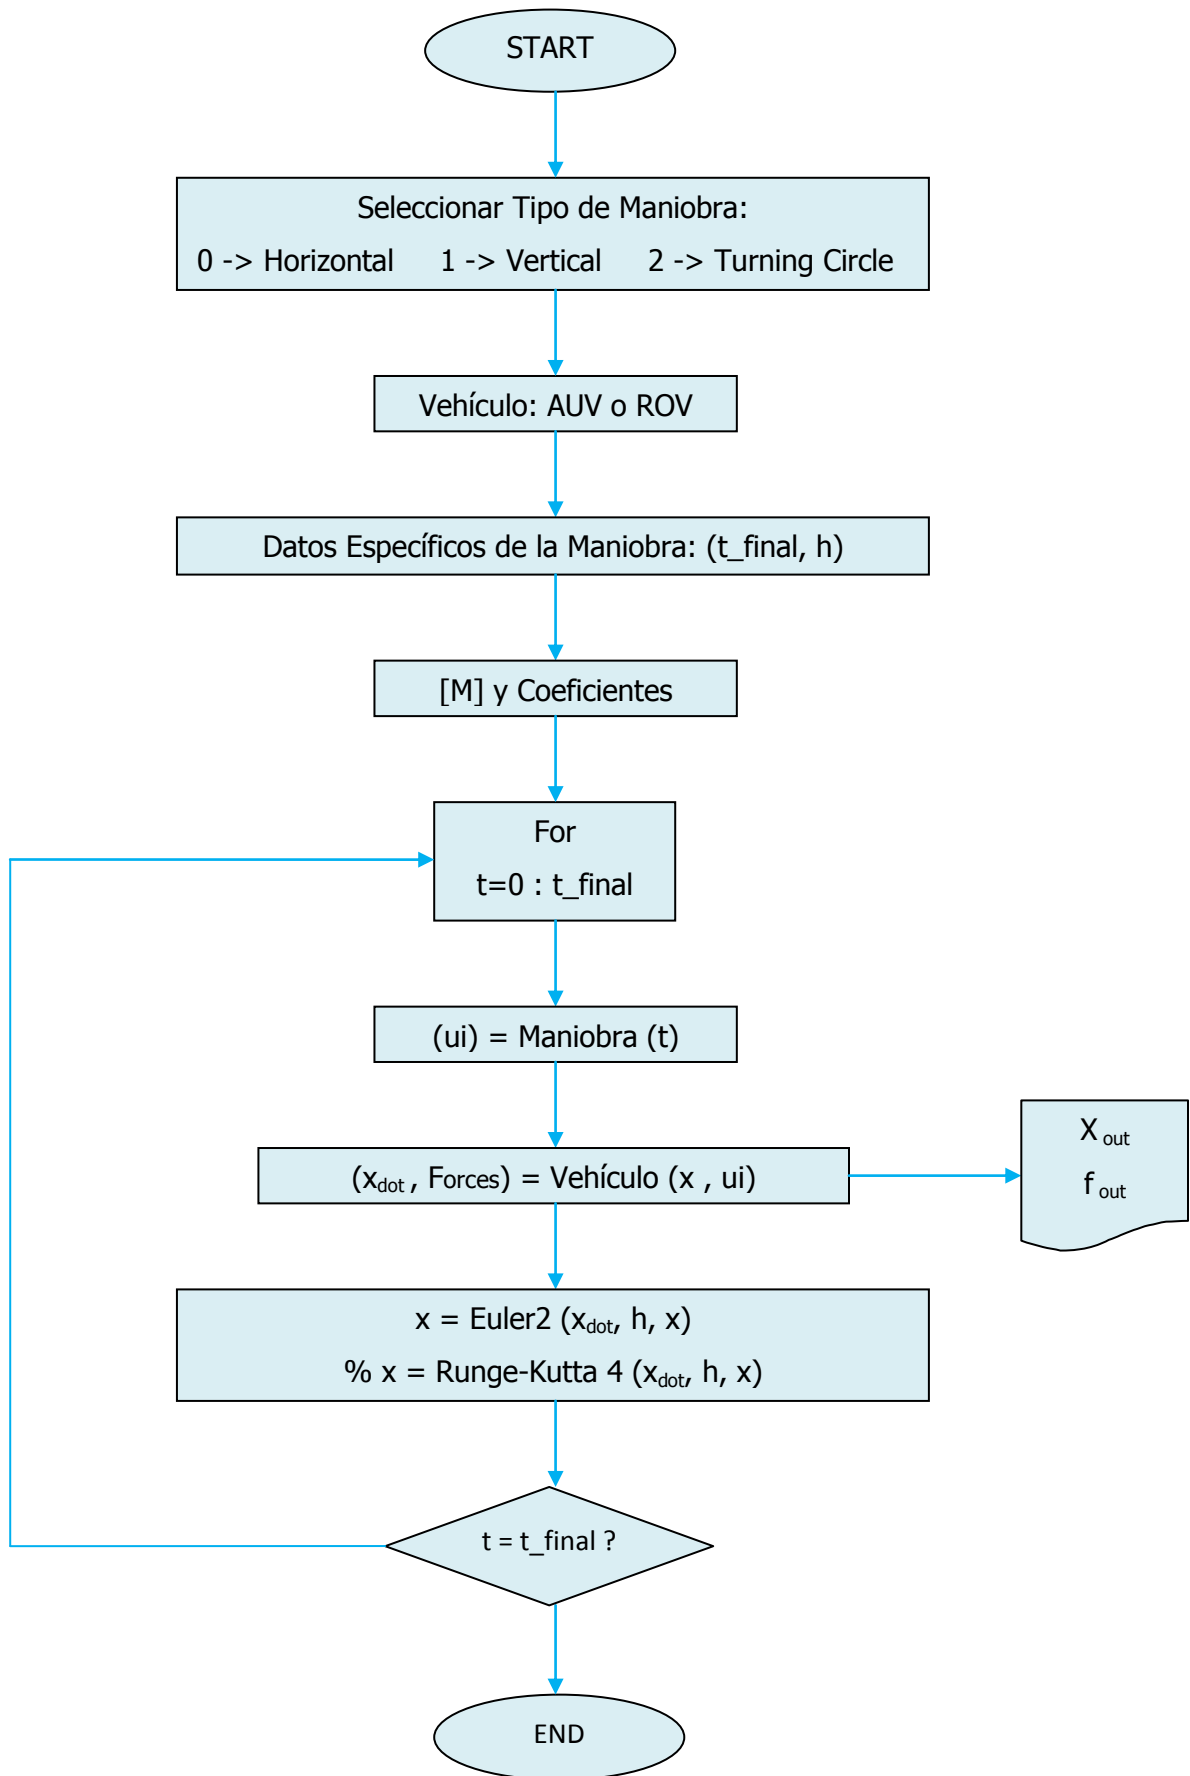 START
Seleccionar Tipo de Maniobra:
0 -> Horizontal 1 -> Vertical 2 -> Turning Circle
Vehículo: AUV o ROV
Datos Específicos de la Maniobra: (t_final, h)
[M] y Coeficientes
For
t=0 : t_final
(ui) = Maniobra (t)
(xdot , Forces) = Vehículo (x , ui)
X out
f out
x = Euler2 (xdot, h, x)
% x = Runge-Kutta 4 (xdot, h, x)
t = t_final ?
END